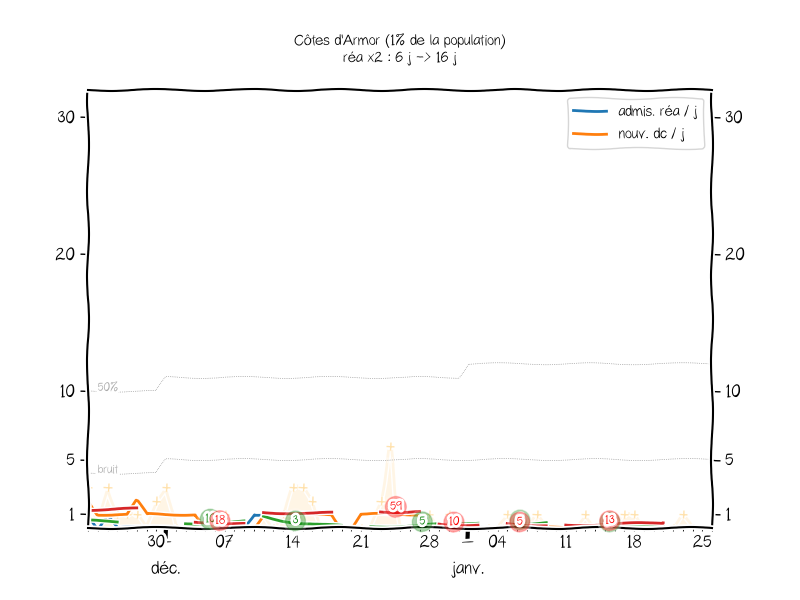 Côtes d'Armor (1% de la population)
réa x2 : 6 j -> 16 j
admis. réa / j
nouv. dc / j
30 30
20 20
10 10
5 5
1 1
50%
bruit
18 3 59 5 10 5 13
30 07 14 21 28 04 11 18 25
déc. janv.